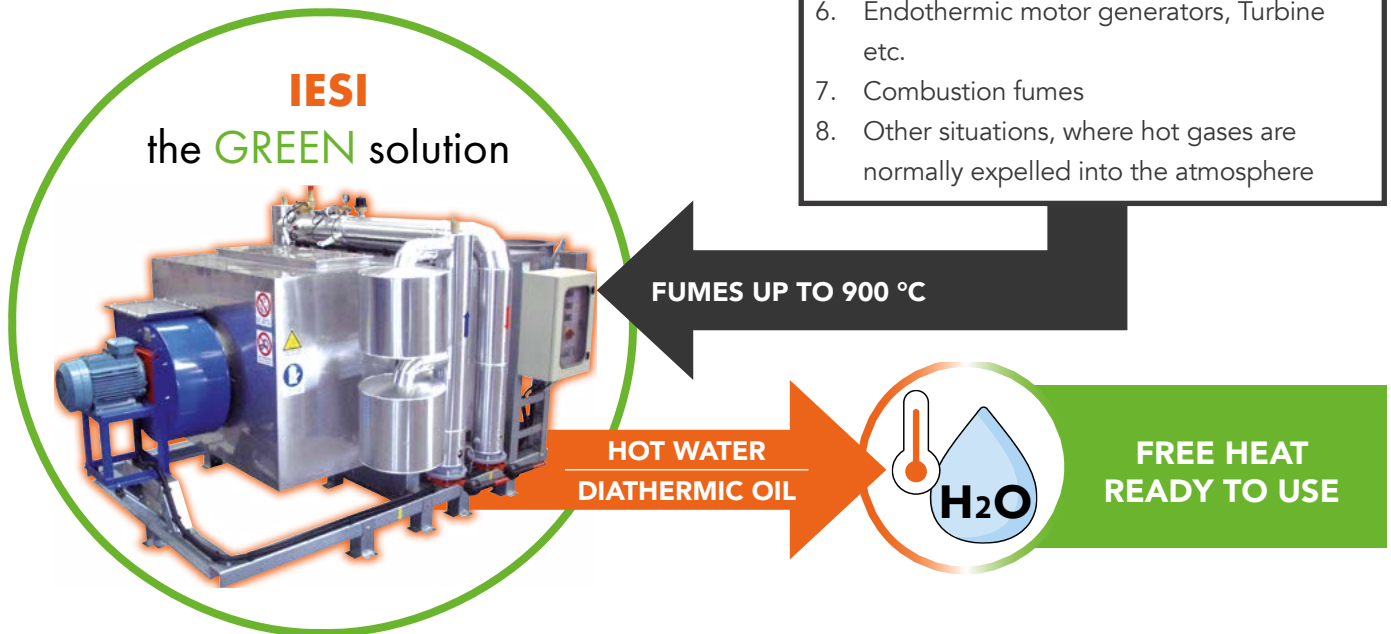 IESI
the GREEN solution
6. Endothermic motor generators, Turbine
etc.
7. Combustion fumes
8. Other situations, where hot gases are
normally expelled into the atmosphere
FUMES UP TO 900 °C
HOT WATER
DIATHERMIC OIL
H2O
FREE HEAT
READY TO USE